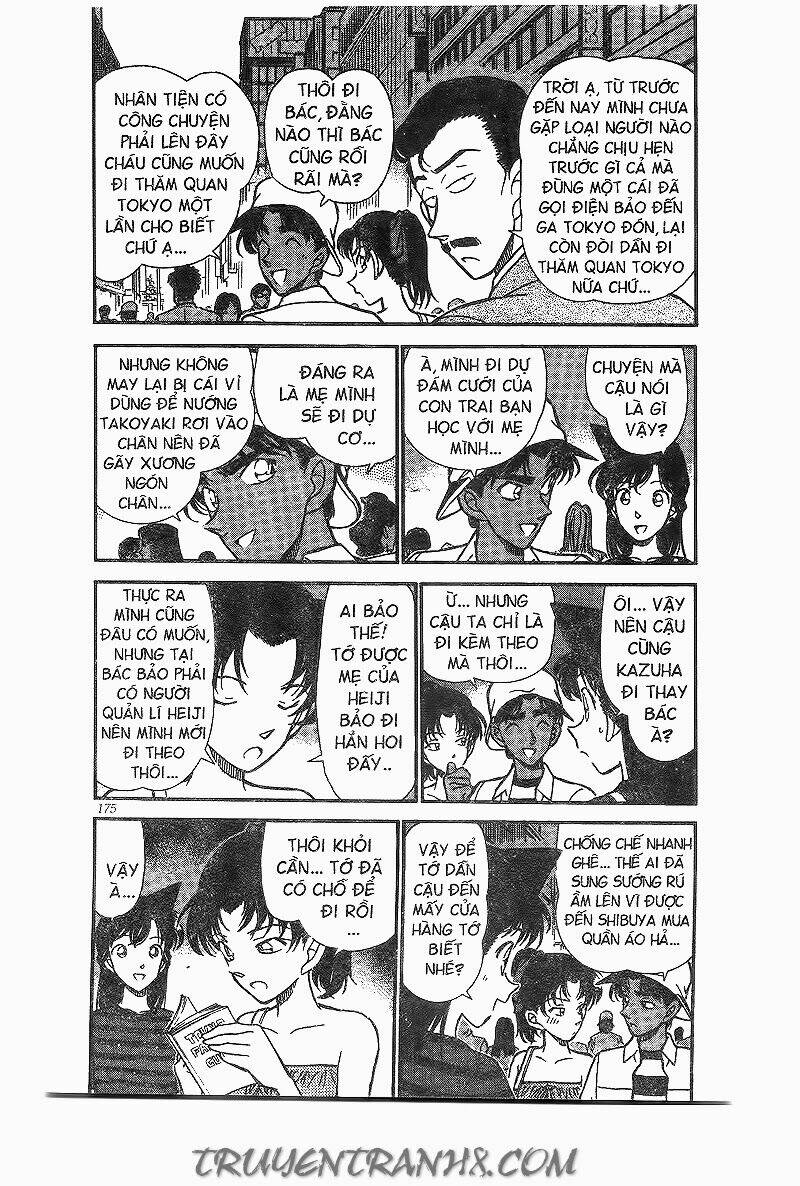 TRỜI Ạ, TỪ TRƯỚC
ĐẾN NAY MÌNH CHƯA
GẶP LOẠI NGƯỜI NÀO
CHẲNG CHỊU HẸN
TRƯỚC GÌ CẢ MÀ
ĐÙNG MỘT CÁI ĐÃ
GỌI ĐIỆN BẢO ĐẾN
GA TOKYO ĐÓN, LẠI
CÒN ĐÒI DẪN ĐI
THĂM QUAN TOKYO
NỮA CHỨ...
THÔI ĐI
BÁC, ĐẰNG
NÀO THÌ BÁC
CŨNG RỖI
RÃI MÀ?
NHÂN TIỆN CÓ
CÔNG CHUYỆN
PHẢI LÊN ĐÂY
CHÁU CŨNG MUỐN
ĐI THĂM QUAN
TOKYO MỘT
LẦN CHO BIẾT
CHỨ Ạ...
CHUYỆN MÀ
CẬU NÓI
LÀ GÌ
VẬY?
À, MÌNH ĐI DỰ
ĐÁM CƯỚI CỦA
CON TRAI BẠN
HỌC VỚI MẸ
MÌNH...
ĐÁNG RA
LÀ MẸ MÌNH
SẼ ĐI DỰ
CƠ...
NHƯNG KHÔNG
MAY LẠI BỊ CÁI VỈ
DÙNG ĐỂ NƯỚNG
TAKOYAKI RƠI VÀO
CHÂN NÊN ĐÃ
GÃY XƯƠNG
NGÓN
CHÂN...
ÔI... VẬY
NÊN CẬU
CÙNG
KAZUHA
ĐI THAY
BÁC
À?
Ừ... NHƯNG
CẬU TA CHỈ LÀ
ĐI KÈM THEO
MÀ THÔI...
AI BẢO
THẾ!
TỚ ĐƯỢC
MẸ CỦA
HEIJI
BẢO ĐI
HẲN HOI
ĐẤY...
THỰC RA
MÌNH CŨNG
ĐÂU CÓ MUỐN,
NHƯNG TẠI
BÁC BẢO PHẢI
CÓ NGƯỜI
QUẢN LÍ HEIJI
NÊN MÌNH MỚI
ĐI THEO
THÔI...
175
CHỐNG CHẾ NHANH
GHÊ... THẾ AI ĐÃ
SUNG SƯỚNG RÚ
ẦM LÊN VÌ ĐƯỢC
ĐẾN SHIBUYA MUA
QUẦN ÁO HẢ...
VẬY ĐỂ
TỚ DẪN
CẬU ĐẾN
MẤY CỬA
HÀNG TỚ
BIẾT
NHÉ?
THÔI KHỎI
CẦN... TỚ ĐÃ
CÓ CHỖ ĐỂ
ĐI RỒI
...
VẬY
À...
TRUYENTRANH8.COM